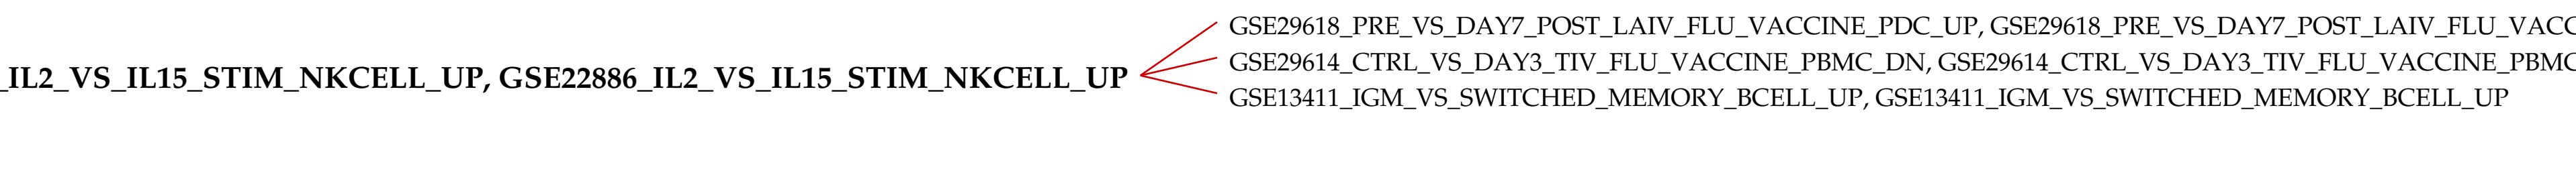 GSE29618_PRE_VS_DAY7_POST_LAIV_FLU_VACCINE_PDC_UP, GSE29618_PRE_VS_DAY7_POST_LAIV_FLU_VACC
GSE29614_CTRL_VS_DAY3_TIV_FLU_VACCINE_PBMC_DN, GSE29614_CTRL_VS_DAY3_TIV_FLU_VACCINE_PBMC
_IL2_VS_IL15_STIM_NKCELL_UP, GSE22886_IL2_VS_IL15_STIM_NKCELL_UP
GSE13411_IGM_VS_SWITCHED_MEMORY_BCELL_UP, GSE13411_IGM_VS_SWITCHED_MEMORY_BCELL_UP